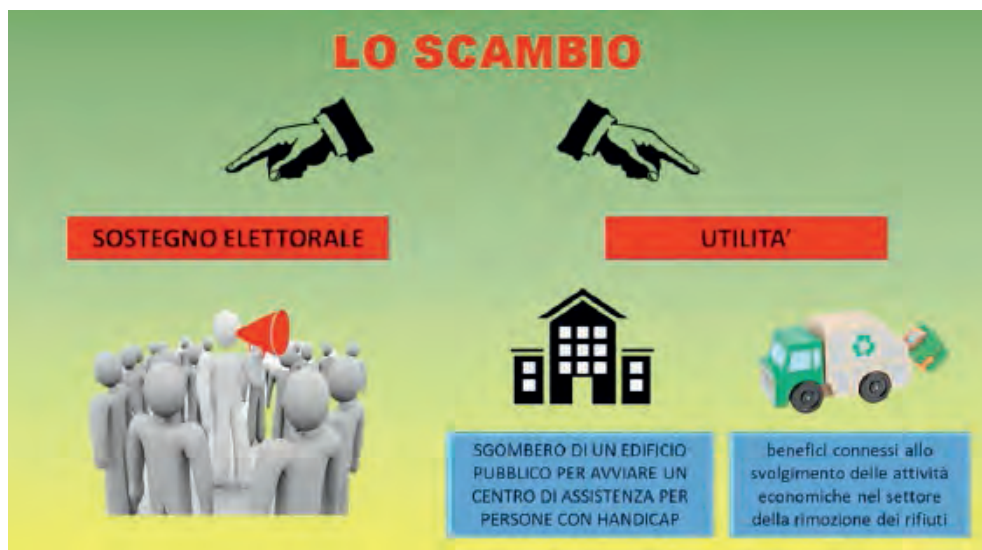 LO SCAMBIO
SOSTEGNO ELETTORALE
UTILITA'
SGOMBERO DI UN EDIFICIO
PUBBLICO PER AVVIARE UN
CENTRO DI ASSISTENZA PER
PERSONE CON HANDICAP
benefici connessi allo
svolgimento delle attività
economiche nel settore
della rimozione dei rifiuti